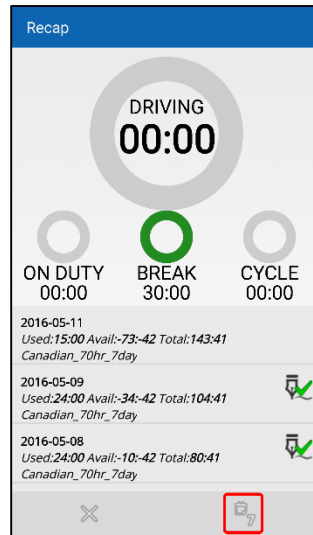 Recap
DRIVING
00:00
ON DUTY
00:00
BREAK
30:00
CYCLE
00:00
2016-05-11
Used:15:00 Avail:-73:-42 Total:143:41
Canadian_70hr_7day
2016-05-09
Used:24:00 Avail:-34:-42 Total:104:41
Canadian_70hr_7day
2016-05-08
Used:24:00 Avail:-10:-42 Total:80:41
Canadian_70hr_7day
7